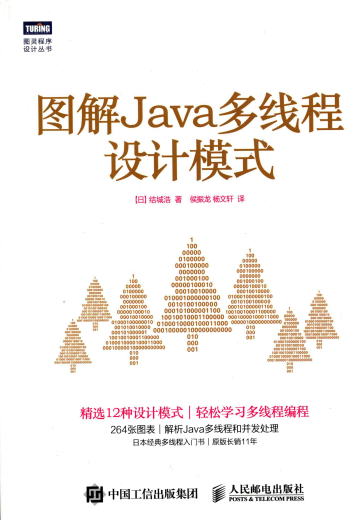 TURING
图灵程序
设计丛书
图解Java多线程
设计模式
【日】结城浩 著 侯振龙 杨文轩 译
精选12种设计模式|轻松学习多线程编程
264张图表|解析Java多线程和并发处理
日本经典多线程入门书|原版长销11年
中国工信出版集团
人民邮电出版社
POSTS & TELECOM PRESS